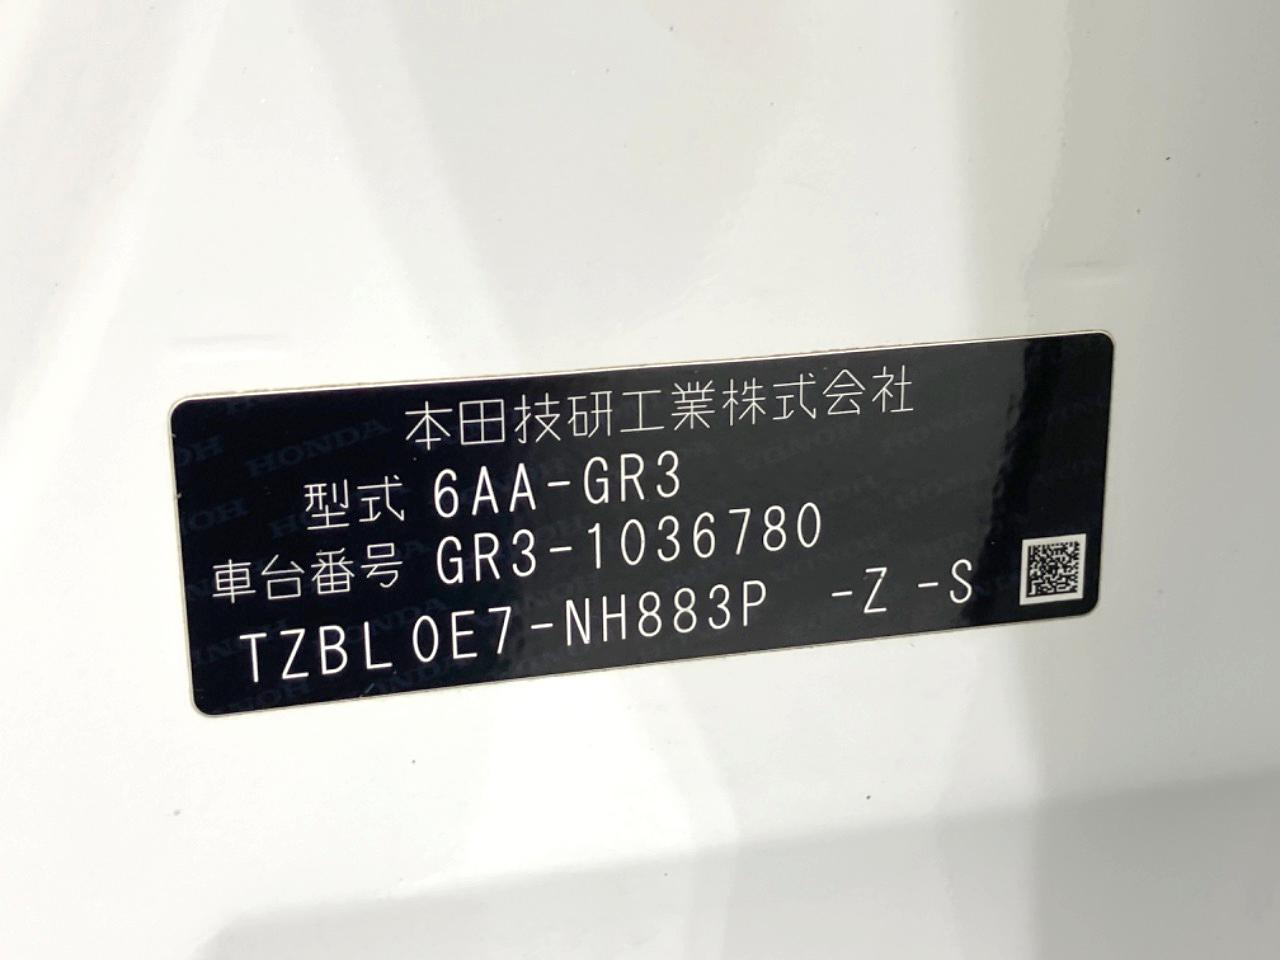 本田技研工業株式会社
型式 6AA-GR3
車台番号 GR3-1036780
TZBL0E7-NH883P -Z -S